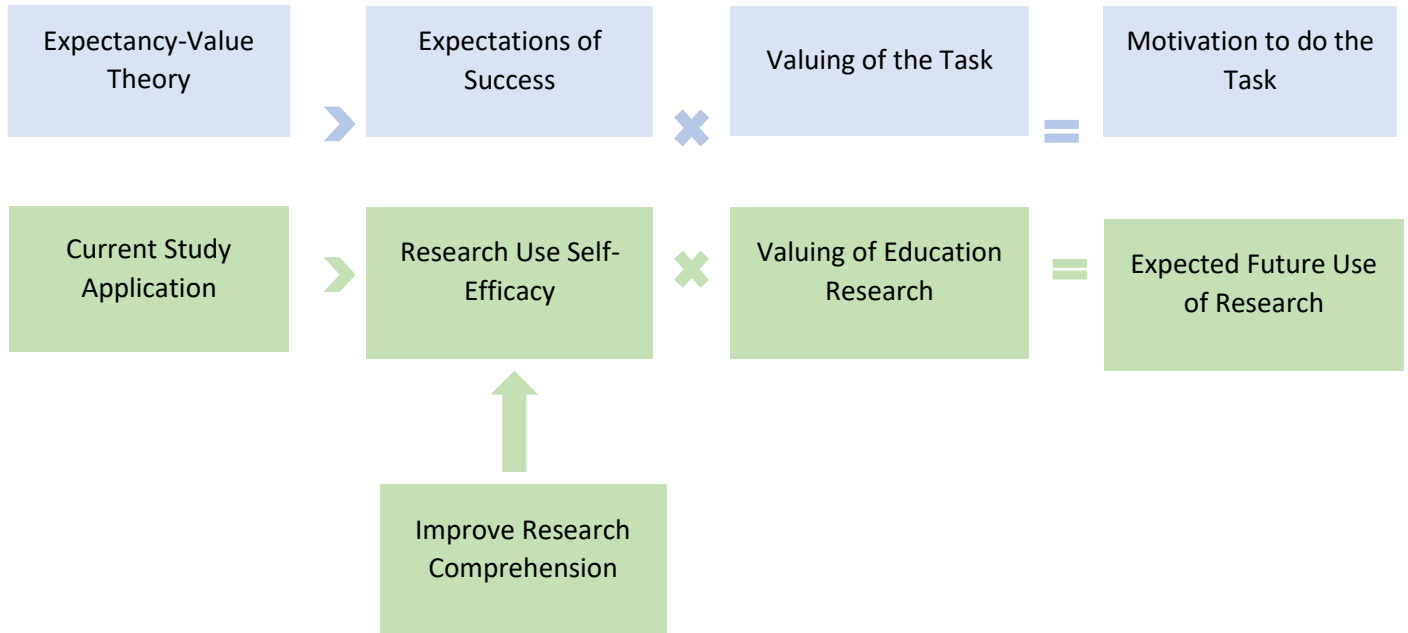 Expectancy-Value
Theory
Expectations of
Success
Valuing of the Task
Motivation to do the
Task
Current Study
Application
Research Use Self-
Efficacy
Valuing of Education
Research
Expected Future Use
of Research
Improve Research
Comprehension